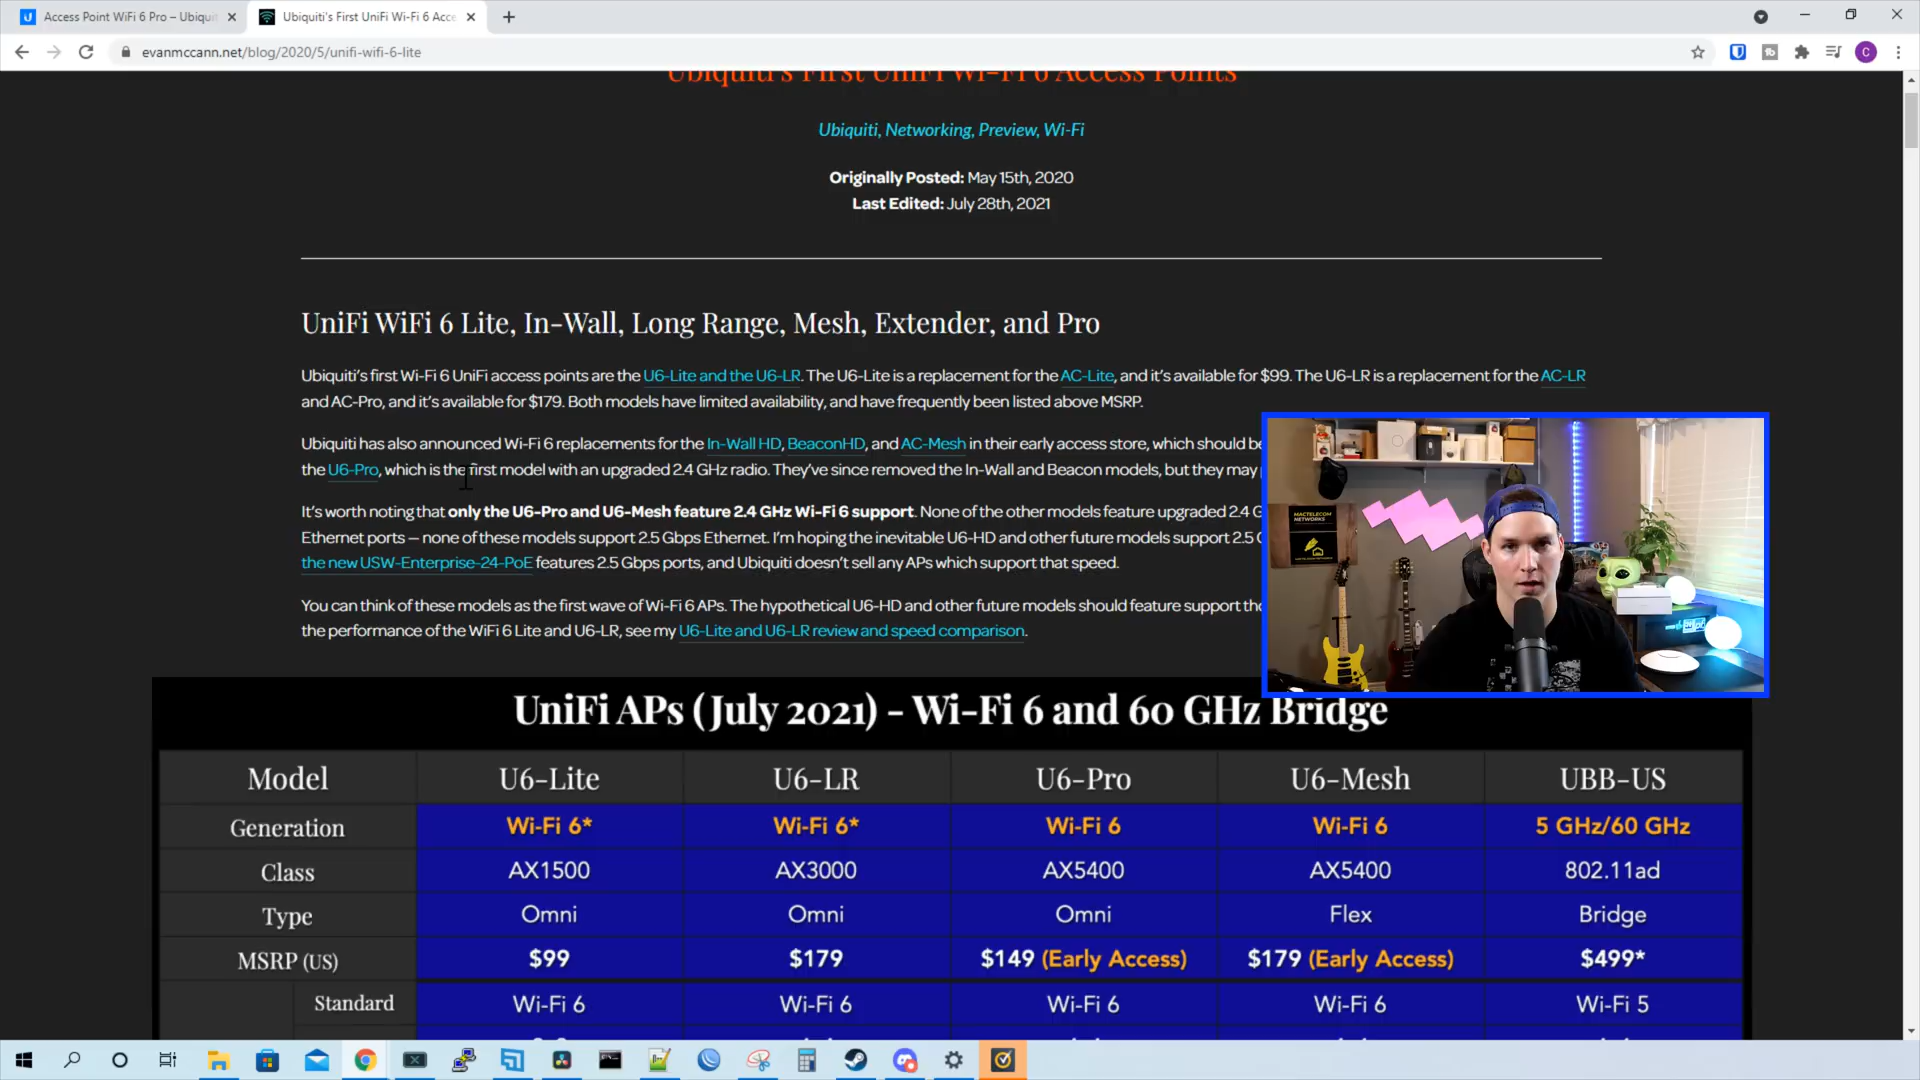 Access Point WiFi 6 Pro – Ubiqui
Ubiquiti's First UniFi Wi-Fi 6 Acce
evanmccann.net/blog/2020/5/unifi-wifi-6-lite
C
Ubiquiti's First UniFi Wi-Fi 6 Access Points
Ubiquiti, Networking, Preview, Wi-Fi
Originally Posted: May 15th, 2020
Last Edited: July 28th, 2021
UniFi WiFi 6 Lite, In-Wall, Long Range, Mesh, Extender, and Pro
Ubiquiti's first Wi-Fi 6 UniFi access points are the U6-Lite and the U6-LR. The U6-Lite is a replacement for the AC-Lite, and it's available for $99. The U6-LR is a replacement for the AC-LR
and AC-Pro, and it's available for $179. Both models have limited availability, and have frequently been listed above MSRP.
Ubiquiti has also announced Wi-Fi 6 replacements for the In-Wall HD, BeaconHD, and AC-Mesh in their early access store, which should be
the U6-Pro, which is the first model with an upgraded 2.4 GHz radio. They've since removed the In-Wall and Beacon models, but they may
It's worth noting that only the U6-Pro and U6-Mesh feature 2.4 GHz Wi-Fi 6 support. None of the other models feature upgraded 2.4 G
Ethernet ports – none of these models support 2.5 Gbps Ethernet. I'm hoping the inevitable U6-HD and other future models support 2.5 G
the new USW-Enterprise-24-PoE features 2.5 Gbps ports, and Ubiquiti doesn't sell any APs which support that speed.
You can think of these models as the first wave of Wi-Fi 6 APs. The hypothetical U6-HD and other future models should feature support tho
the performance of the WiFi 6 Lite and U6-LR, see my U6-Lite and U6-LR review and speed comparison.
MACTELECOM
NETWORKS
UniFi APs (July 2021) - Wi-Fi 6 and 60 GHz Bridge
Model U6-Lite U6-LR U6-Pro U6-Mesh UBB-US
Generation Wi-Fi 6* Wi-Fi 6* Wi-Fi 6 Wi-Fi 6 5 GHz/60 GHz
Class AX1500 AX3000 AX5400 AX5400 802.11ad
Type Omni Omni Omni Flex Bridge
MSRP (US) $99 $179 $149 (Early Access) $179 (Early Access) $499*
Standard Wi-Fi 6 Wi-Fi 6 Wi-Fi 6 Wi-Fi 6 Wi-Fi 5